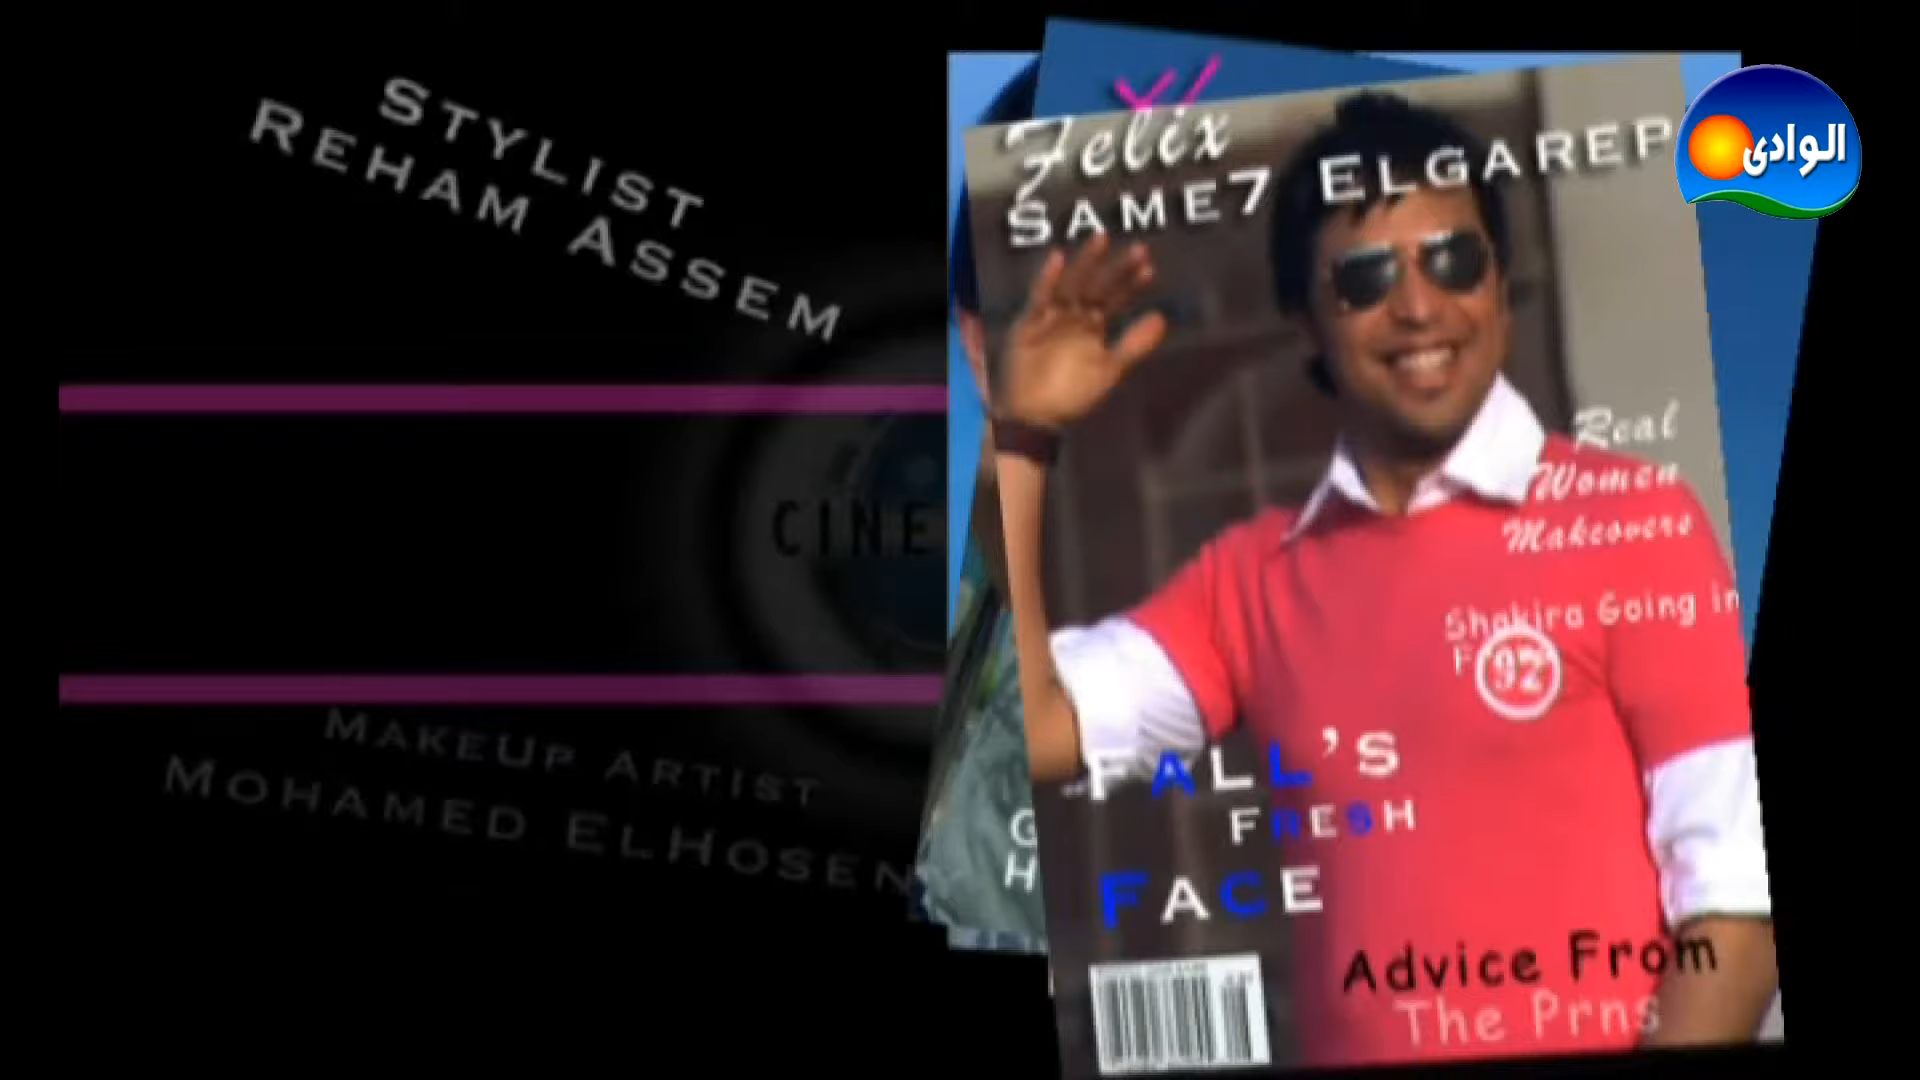 STYLIST
REHAM ASSEM
CINE
MAKEUP ARTIST
MOHAMED ELHOSEN
Felix
SAME7 ELGAREP
الوادى
Real
Women
Makeovers
Shakira Going in
92
FALL'S
FRESH
FACE
G
H
Advice From
The Prns